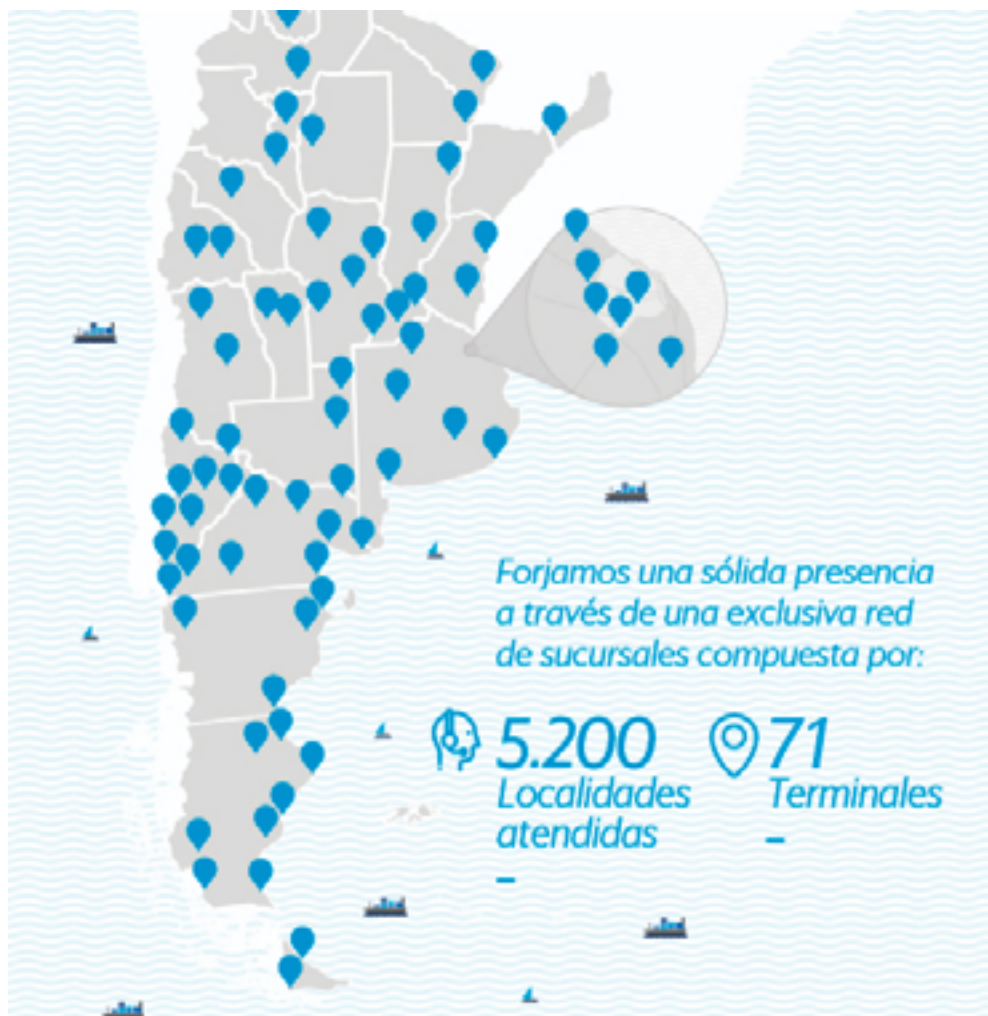 Forjamos una sólida presencia
a través de una exclusiva red
de sucursales compuesta por:
5.200
Localidades
atendidas
71
Terminales